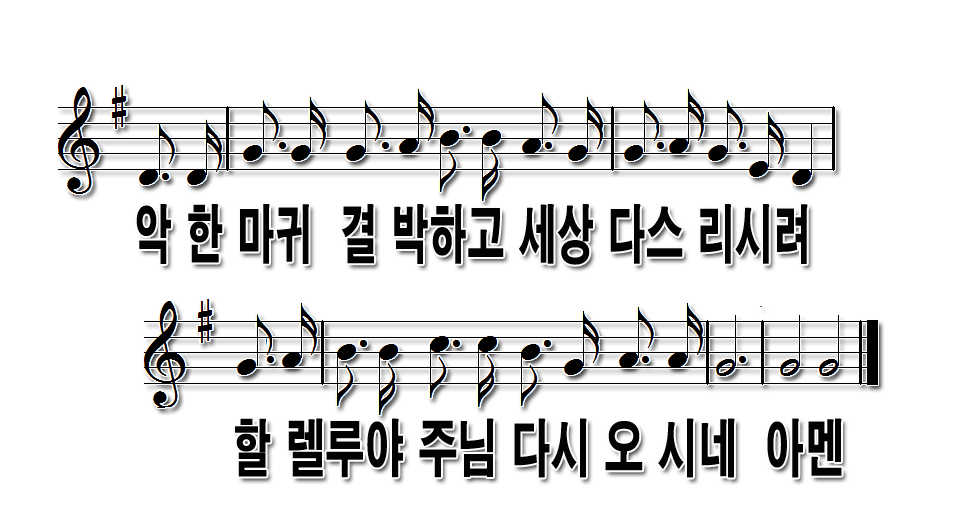 악 한 마귀 결 박하고 세상 다스 리시려
할 렐루야 주님 다시 오 시네 아멘